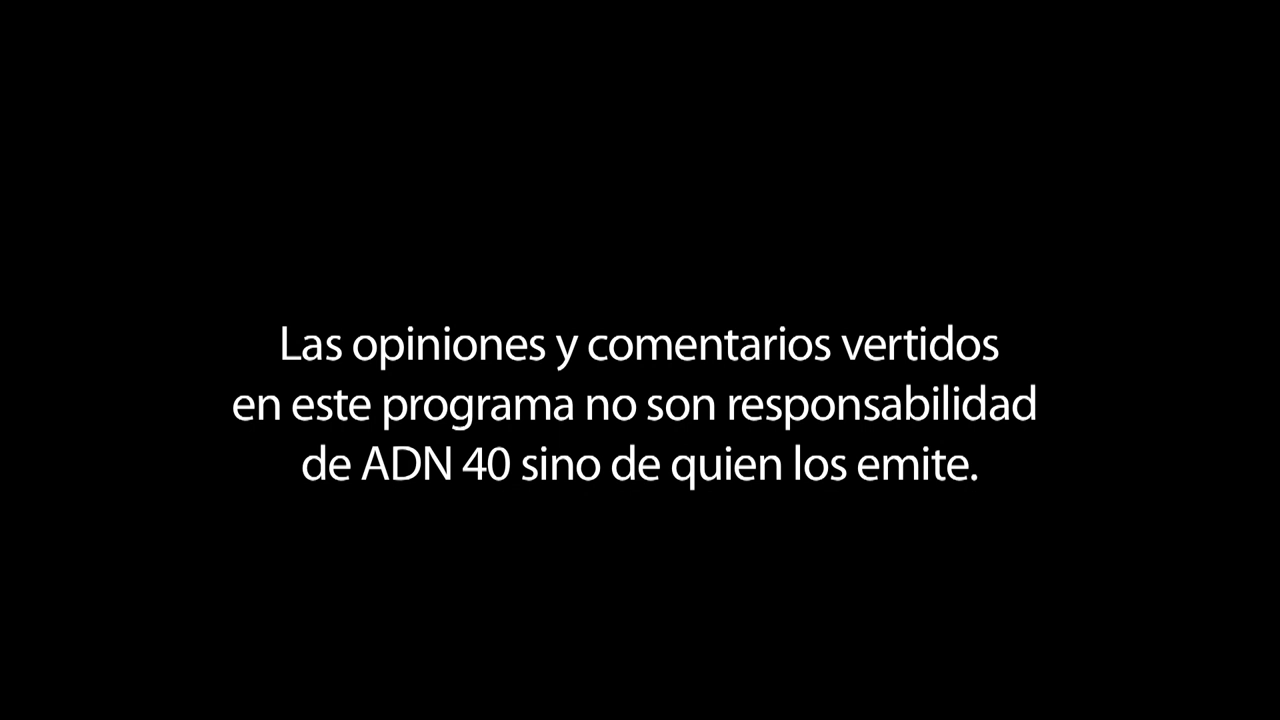 Las opiniones y comentarios vertidos
en este programa no son responsabilidad
de ADN 40 sino de quien los emite.